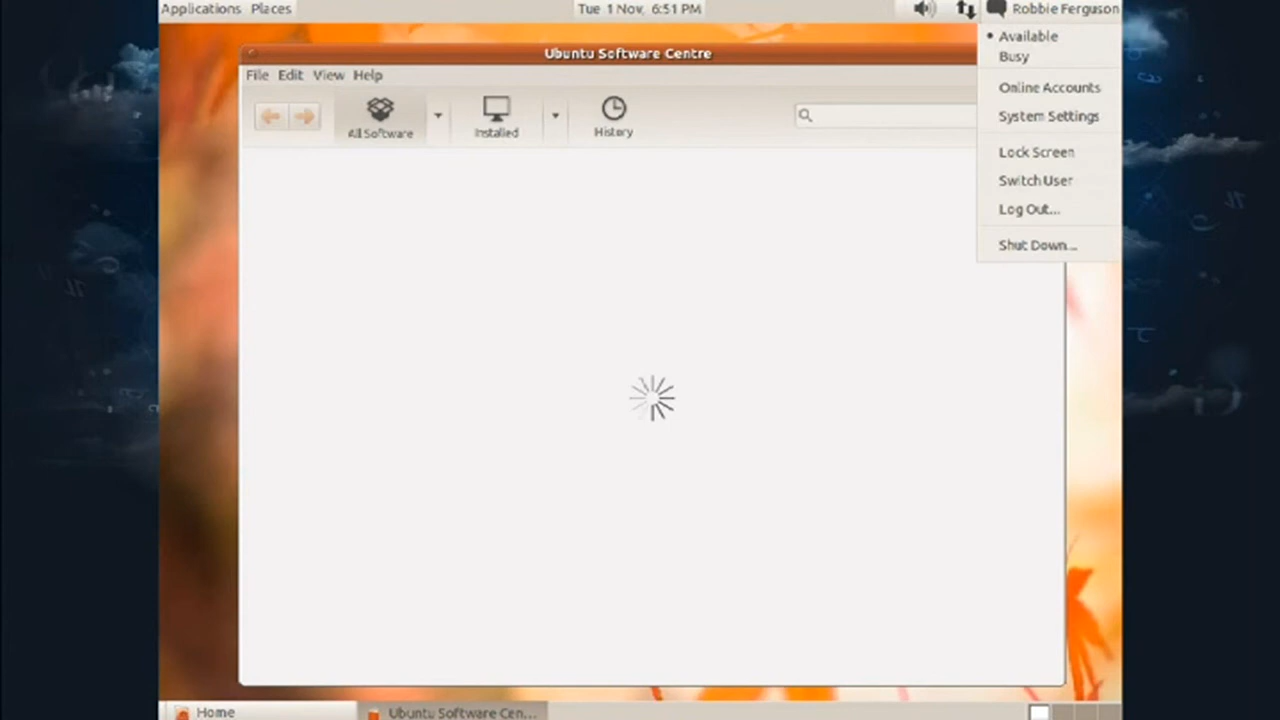 Applications Places
Tue 1 Nov, 6:51 PM
Robbie Ferguson
Available
Busy
Online Accounts
System Settings
Lock Screen
Switch User
Log Out...
Shut Down...
Ubuntu Software Centre
File Edit View Help
All Software
Installed
History
Home
Ubuntu Software Cen...